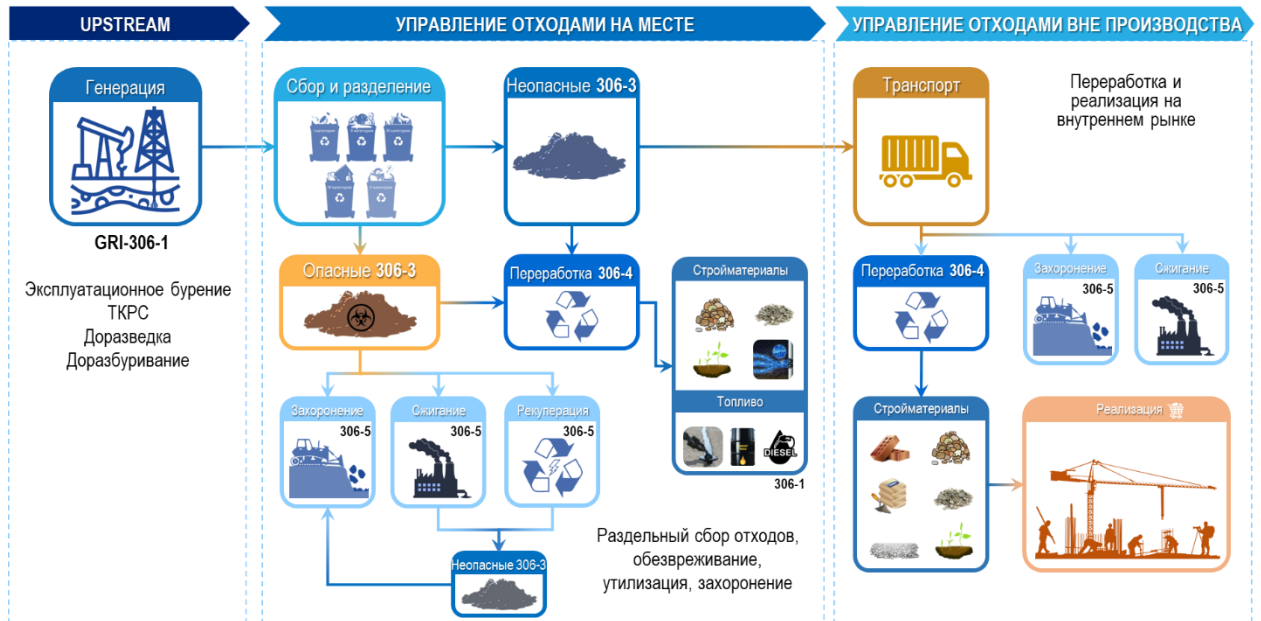 UPSTREAM
УПРАВЛЕНИЕ ОТХОДАМИ НА МЕСТЕ
УПРАВЛЕНИЕ ОТХОДАМИ ВНЕ ПРОИЗВОДСТВА
Генерация
GRI-306-1
Эксплуатационное бурение
ТКРС
Доразведка
Доразбуривание
Сбор и разделение
Неопасные 306-3
Опасные 306-3
Переработка 306-4
Стройматериалы
Топливо
DIESEL
306-1
Захоронение
306-5
Сжигание
306-5
Рекуперация
306-5
Неопасные 306-3
Раздельный сбор отходов,
обезвреживание,
утилизация, захоронение
Транспорт
Переработка и
реализация на
внутреннем рынке
Переработка 306-4
Захоронение
306-5
Сжигание
306-5
Стройматериалы
Реализация